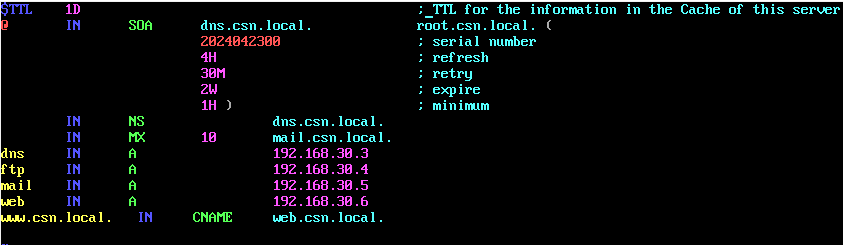 $TTL 1D ; TTL for the information in the Cache of this server
@ IN SOA dns.csn.local. root.csn.local. (
2024042300 ; serial number
4H ; refresh
30M ; retry
2W ; expire
1H ) ; minimum
IN NS dns.csn.local.
IN MX 10 mail.csn.local.
dns IN A 192.168.30.3
ftp IN A 192.168.30.4
mail IN A 192.168.30.5
web IN A 192.168.30.6
www.csn.local. IN CNAME web.csn.local.